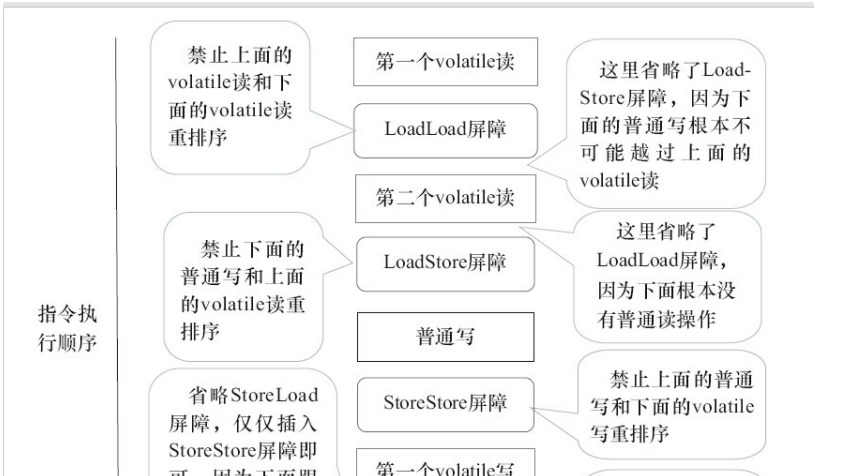 禁止上面的
volatile读和下
面的volatile读
重排序
第一个volatile读
这里省略了Load-
Store屏障，因为下
面的普通写根本不
可能越过上面的
volatile读
LoadLoad屏障
第二个volatile读
禁止下面的
普通写和上面
的volatile读重
排序
这里省略了
LoadLoad屏障，
因为下面根本没
有普通读操作
LoadStore屏障
指令执
行顺序
普通写
省略StoreLoad
屏障，仅仅插入
StoreStore屏障即
可，因为下面跟
StoreStore屏障
禁止上面的普通
写和下面的volatile
写重排序
第一个volatile写